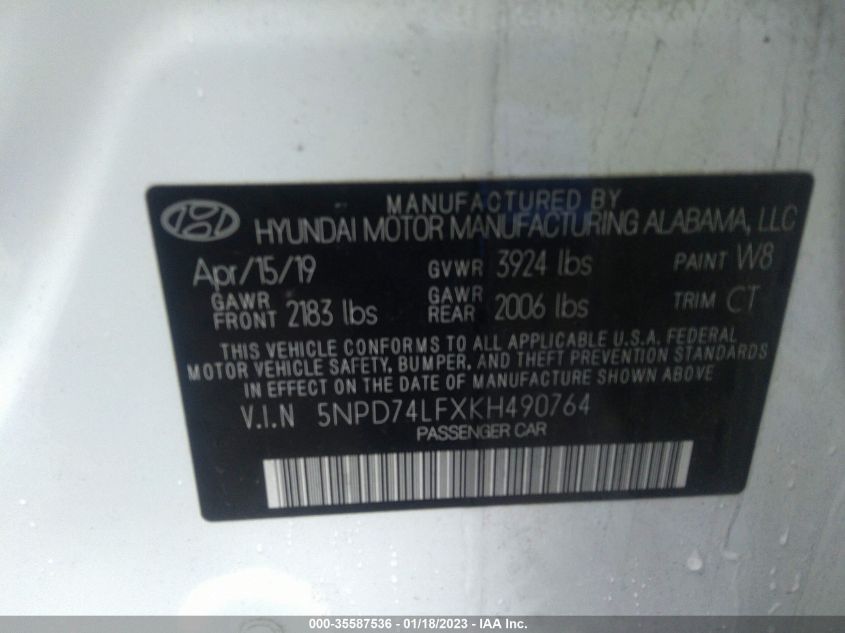 MANUFACTURED BY
HYUNDAI MOTOR MANUFACTURING ALABAMA, LLC
Apr/15/19 GVWR 3924 lbs PAINT W8
GAWR FRONT 2183 lbs GAWR REAR 2006 lbs TRIM CT
THIS VEHICLE CONFORMS TO ALL APPLICABLE U.S.A. FEDERAL
MOTOR VEHICLE SAFETY, BUMPER, AND THEFT PREVENTION STANDARDS
IN EFFECT ON THE DATE OF MANUFACTURE SHOWN ABOVE
V.I.N 5NPD74LFXKH490764
PASSENGER CAR
000-35587536 - 01/18/2023 - IAA Inc.